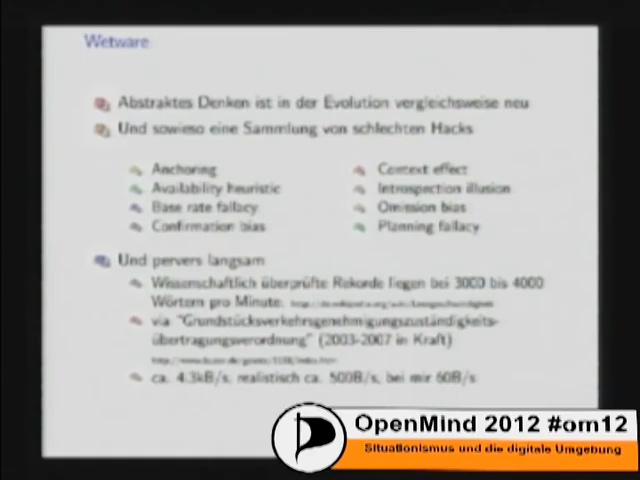 Wetware
Abstraktes Denken ist in der Evolution vergleichsweise neu
Und sowieso eine Sammlung von schlechten Hacks
Anchoring
Availability heuristic
Base rate fallacy
Confirmation bias
Context effect
Introspection illusion
Omission bias
Planning fallacy
Und pervers langsam
Wissenschaftlich überprüfte Rekorde liegen bei 3000 bis 4000
Wörtern pro Minute.
via "Grundstücksverkehrsgenehmigungszuständigkeits-
übertragungsverordnung" (2003-2007 in Kraft)
ca. 4.3kB/s, realistisch ca. 500B/s, bei mir 60B/s
OpenMind 2012 #om12
Situationismus und die digitale Umgebung